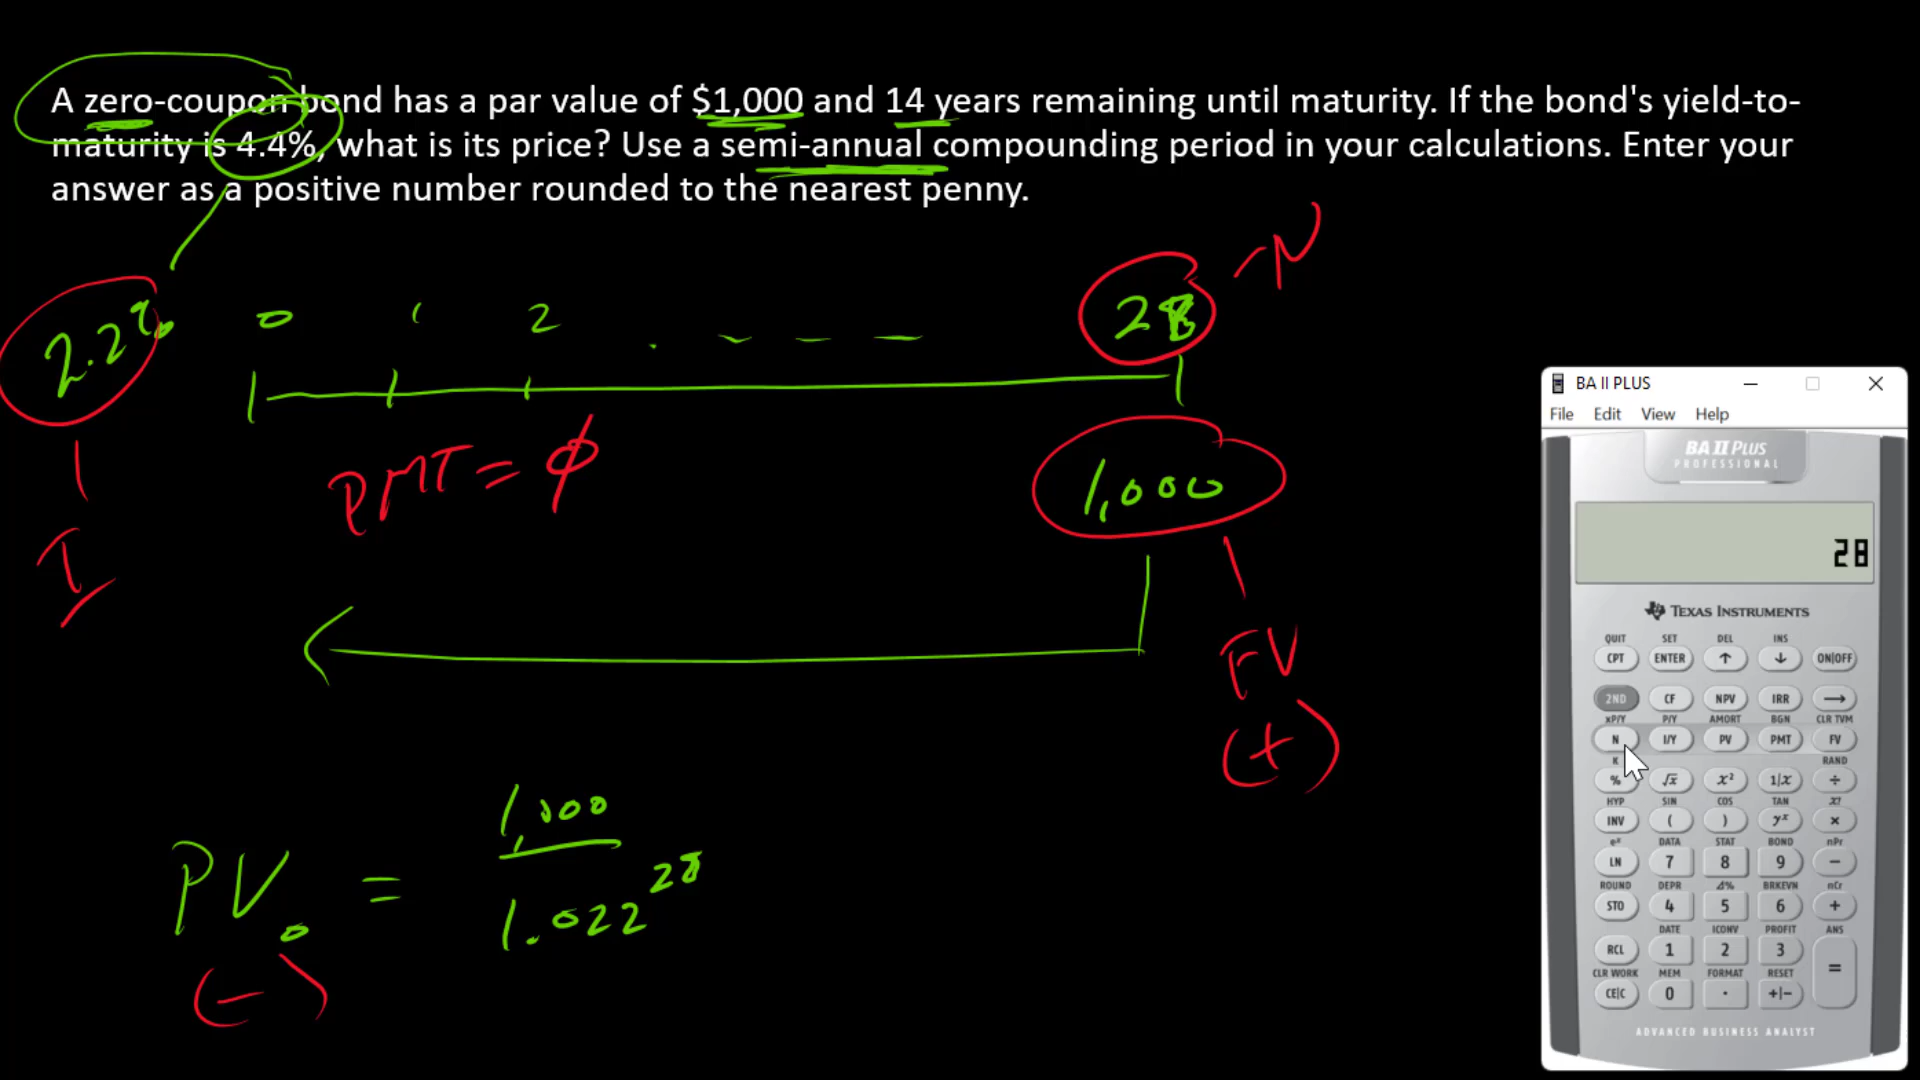 A zero-coupon bond has a par value of $1,000 and 14 years remaining until maturity. If the bond's yield-to-
maturity is 4.4%, what is its price? Use a semi-annual compounding period in your calculations. Enter your
answer as a positive number rounded to the nearest penny.
28 - N
2.2% 0 1 2 . - - - 28
PMT = φ
1,000
I
FV
(+)
PV0 = 1,000
1.022^28
(-)
BA II PLUS
File Edit View Help
BA II PLUS
PROFESSIONAL
28
TEXAS INSTRUMENTS
QUIT SET DEL INS
CPT ENTER ↑ ↓ ON|OFF
2ND CF NPV IRR →
xP/Y P/Y AMORT BGN CLR TVM
N I/Y PV PMT FV
K RAND
% √x x² 1/x ÷
HYP SIN COS TAN x!
INV ( ) yˣ ×
eˣ DATA STAT BOND nPr
LN 7 8 9 −
ROUND DEPR Δ% BRKEVN nCr
STO 4 5 6 +
DATE ICONV PROFIT ANS
RCL 1 2 3 =
CLR WORK MEM FORMAT RESET
CE|C 0 . +|−
ADVANCED BUSINESS ANALYST